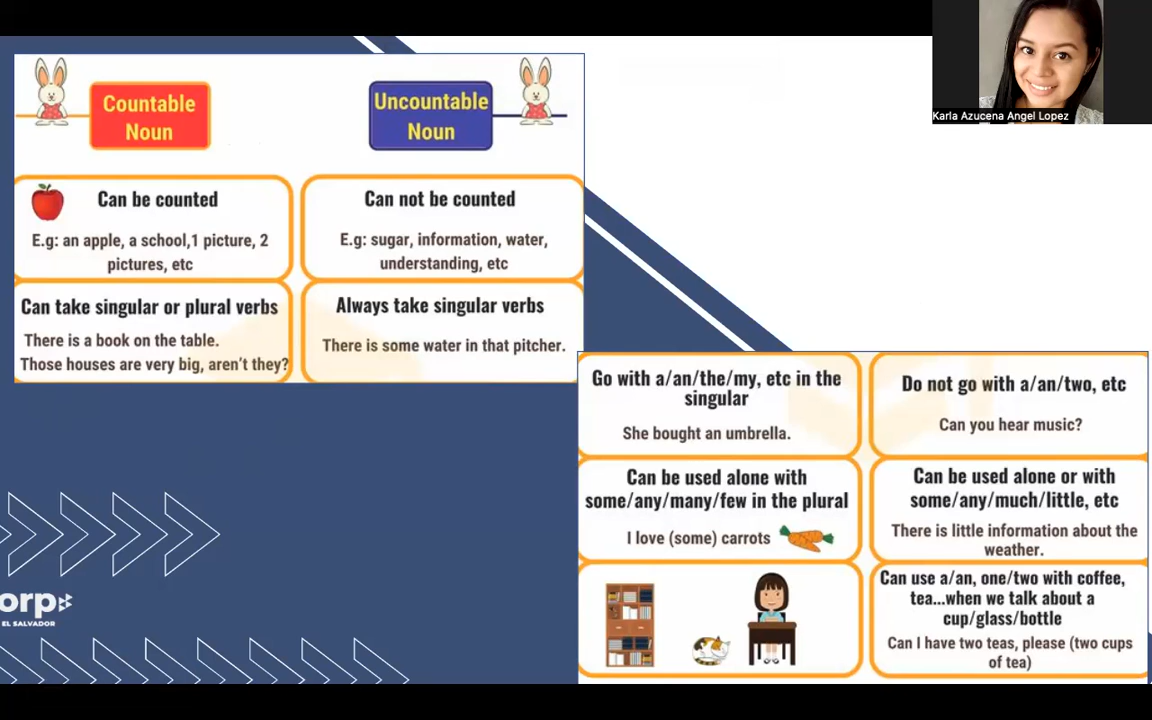 Karla Azucena Angel Lopez
Countable
Noun
Uncountable
Noun
Can be counted
E.g: an apple, a school,1 picture, 2
pictures, etc
Can not be counted
E.g: sugar, information, water,
understanding, etc
Can take singular or plural verbs
There is a book on the table.
Those houses are very big, aren't they?
Always take singular verbs
There is some water in that pitcher.
Go with a/an/the/my, etc in the
singular
She bought an umbrella.
Do not go with a/an/two, etc
Can you hear music?
Can be used alone with
some/any/many/few in the plural
I love (some) carrots
Can be used alone or with
some/any/much/little, etc
There is little information about the
weather.
Can use a/an, one/two with coffee,
tea...when we talk about a
cup/glass/bottle
Can I have two teas, please (two cups
of tea)
orp
EL SALVADOR